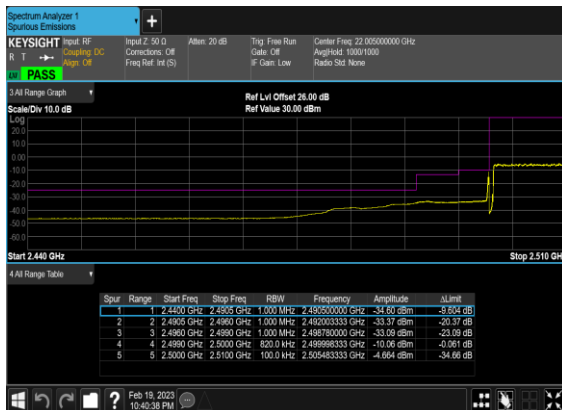 Spectrum Analyzer 1
Spurious Emissions
KEYSIGHT Input: RF Input Z: 50 Ω Atten: 20 dB Trig: Free Run Center Freq: 22.005000000 GHz
R T Coupling: DC Corrections: Off Gate: Off Avg|Hold: 1000/1000
Align: Off Freq Ref: Int (S) IF Gain: Low Radio Std: None
PASS
3 All Range Graph
Ref Lvl Offset 26.00 dB
Scale/Div 10.0 dB Ref Value 30.00 dBm
Log
20.0
10.0
0.00
-10.0
-20.0
-30.0
-40.0
-50.0
-60.0
Start 2.440 GHz Stop 2.510 GH
4 All Range Table
Spur Range Start Freq Stop Freq RBW Frequency Amplitude ΔLimit
1 1 2.4400 GHz 2.4905 GHz 1.000 MHz 2.490500000 GHz -34.60 dBm -9.604 dB
2 2 2.4905 GHz 2.4960 GHz 1.000 MHz 2.492003333 GHz -33.37 dBm -20.37 dB
3 3 2.4960 GHz 2.4990 GHz 1.000 MHz 2.498780000 GHz -33.09 dBm -23.09 dB
4 4 2.4990 GHz 2.5000 GHz 820.0 kHz 2.499998333 GHz -10.06 dBm -0.061 dB
5 5 2.5000 GHz 2.5100 GHz 100.0 kHz 2.505483333 GHz -4.664 dBm -34.66 dB
Feb 19, 2023
10:40:38 PM